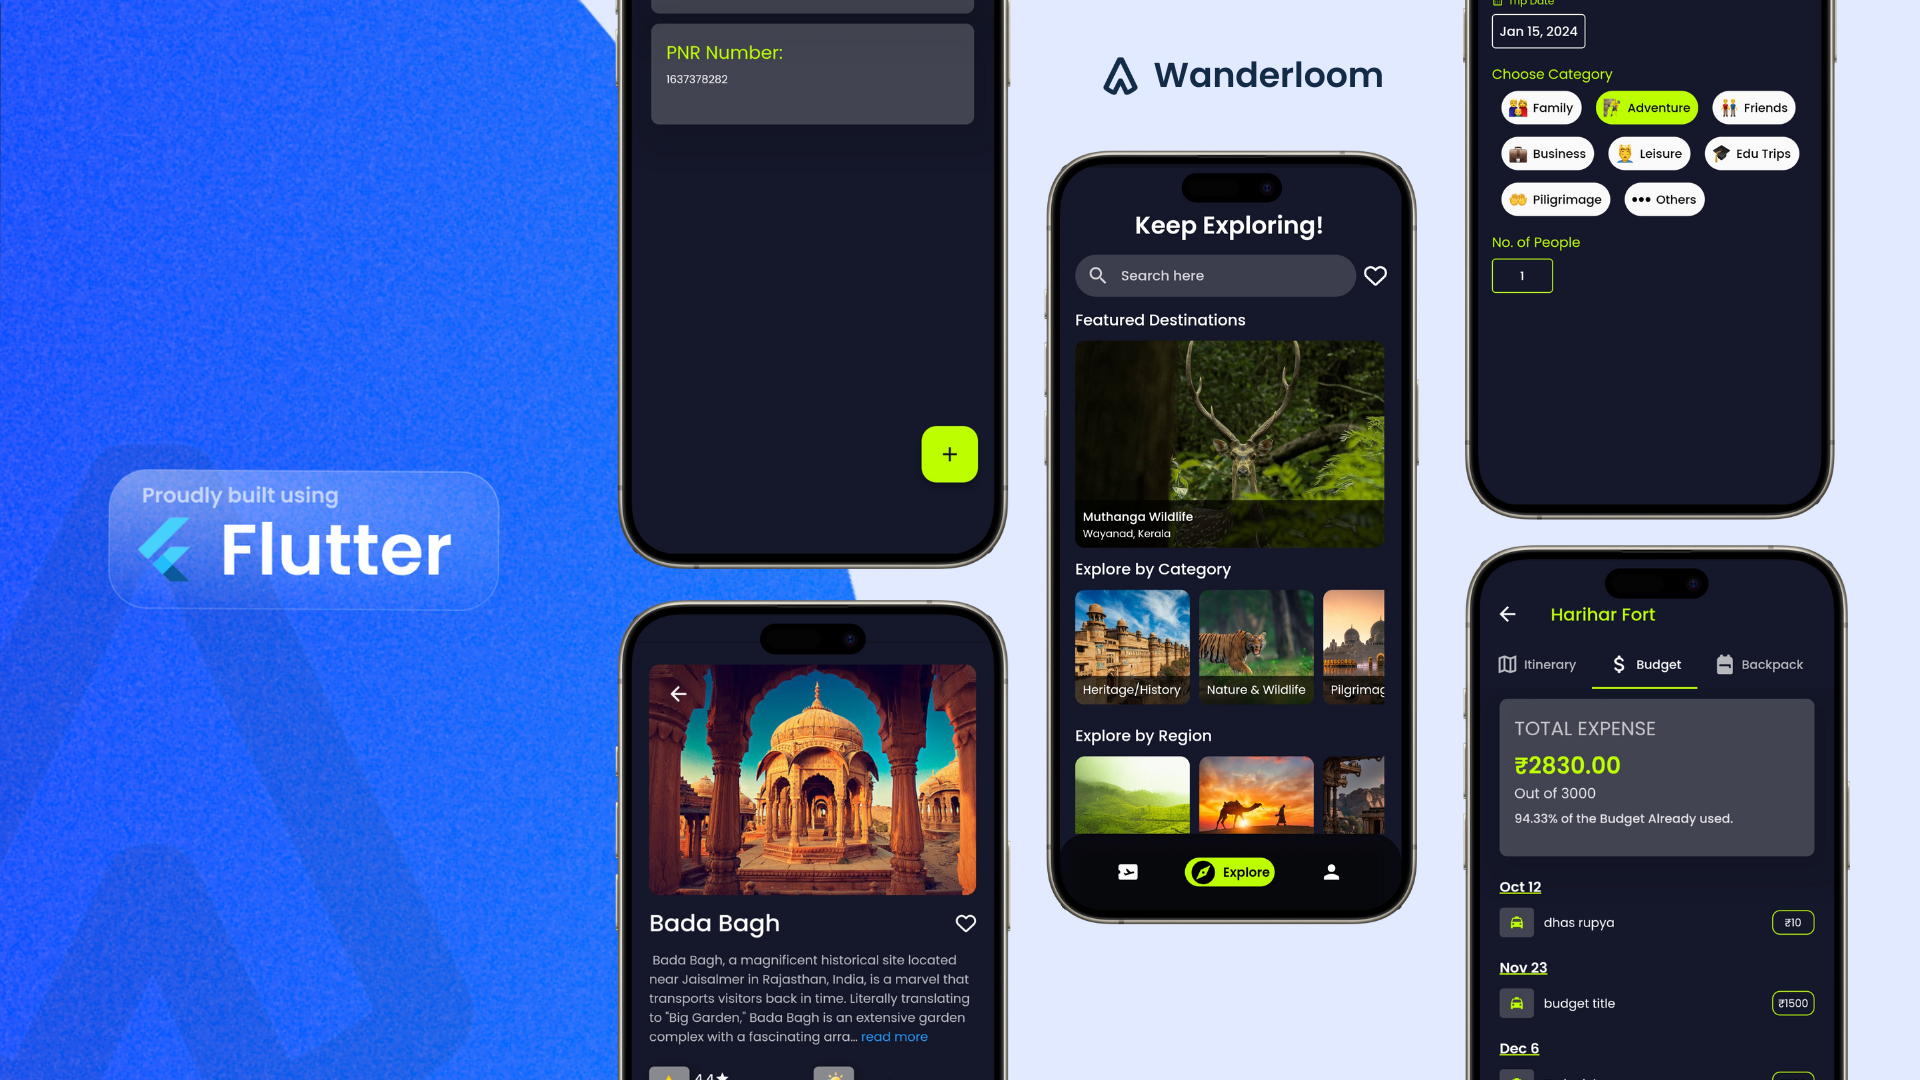 Proudly built using
Flutter
PNR Number:
1637378282
+
Bada Bagh
Bada Bagh, a magnificent historical site located
near Jaisalmer in Rajasthan, India, is a marvel that
transports visitors back in time. Literally translating
to "Big Garden," Bada Bagh is an extensive garden
complex with a fascinating arra... read more
4.4★
Wanderloom
Keep Exploring!
Search here
Featured Destinations
Muthanga Wildlife
Wayanad, Kerala
Explore by Category
Heritage/History
Nature & Wildlife
Pilgrimag
Explore by Region
Explore
Trip Date
Jan 15, 2024
Choose Category
Family
Adventure
Friends
Business
Leisure
Edu Trips
Piligrimage
Others
No. of People
1
Harihar Fort
Itinerary
Budget
Backpack
TOTAL EXPENSE
₹2830.00
Out of 3000
94.33% of the Budget Already used.
Oct 12
dhas rupya
₹10
Nov 23
budget title
₹1500
Dec 6